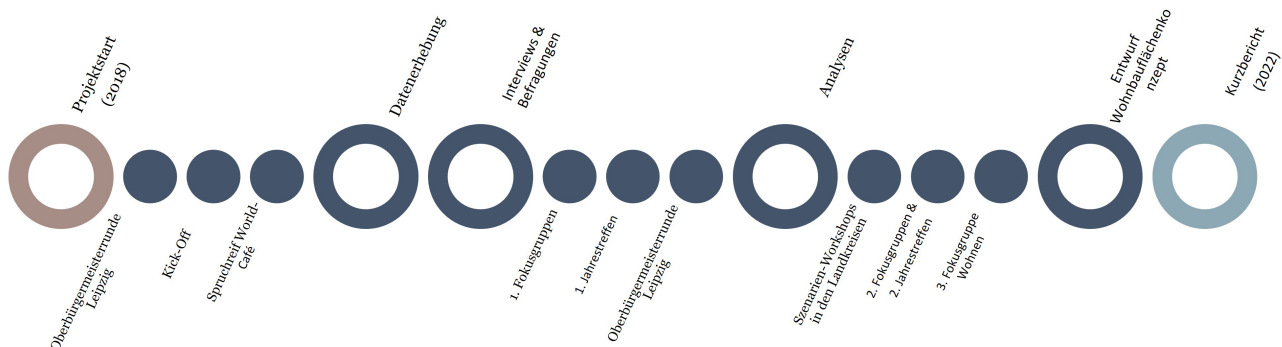 Projektstart
(2018)
Oberbürgermeisterrunde
Leipzig
Kick-Off
Spruchreif World-
Café
Datenerhebung
Interviews &
Befragungen
1. Fokusgruppen
1. Jahrestreffen
Oberbürgermeisterrunde
Leipzig
Analysen
Szenarien-Workshops
in den Landkreisen
2. Fokusgruppen &
2. Jahrestreffen
3. Fokusgruppe
Wohnen
Entwurf
Wohnbauflächenko
nzept
Kurzbericht
(2022)